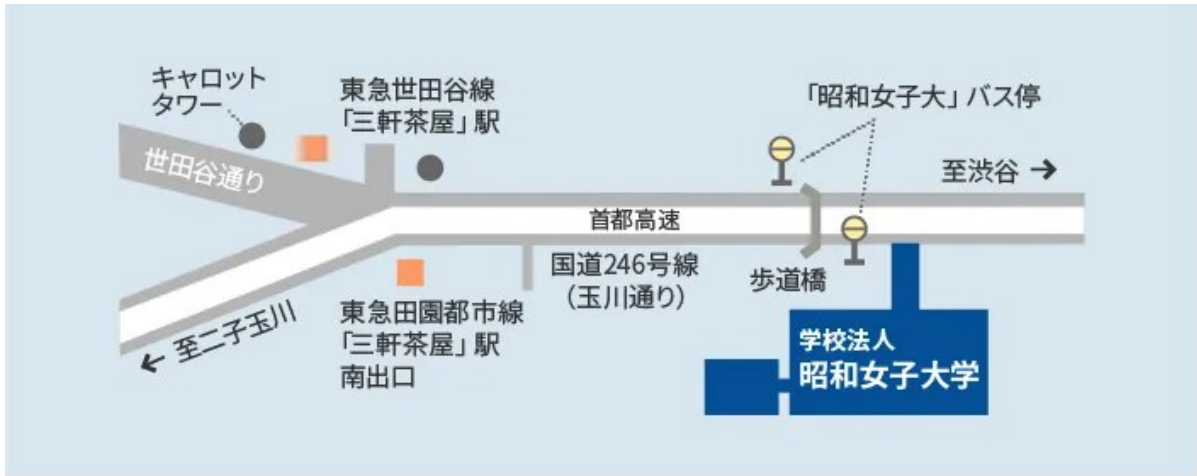 キャロット
タワー
東急世田谷線
「三軒茶屋」駅
「昭和女子大」バス停
世田谷通り
至渋谷 →
首都高速
国道246号線
(玉川通り)
歩道橋
← 至二子玉川
東急田園都市線
「三軒茶屋」駅
南出口
学校法人
昭和女子大学